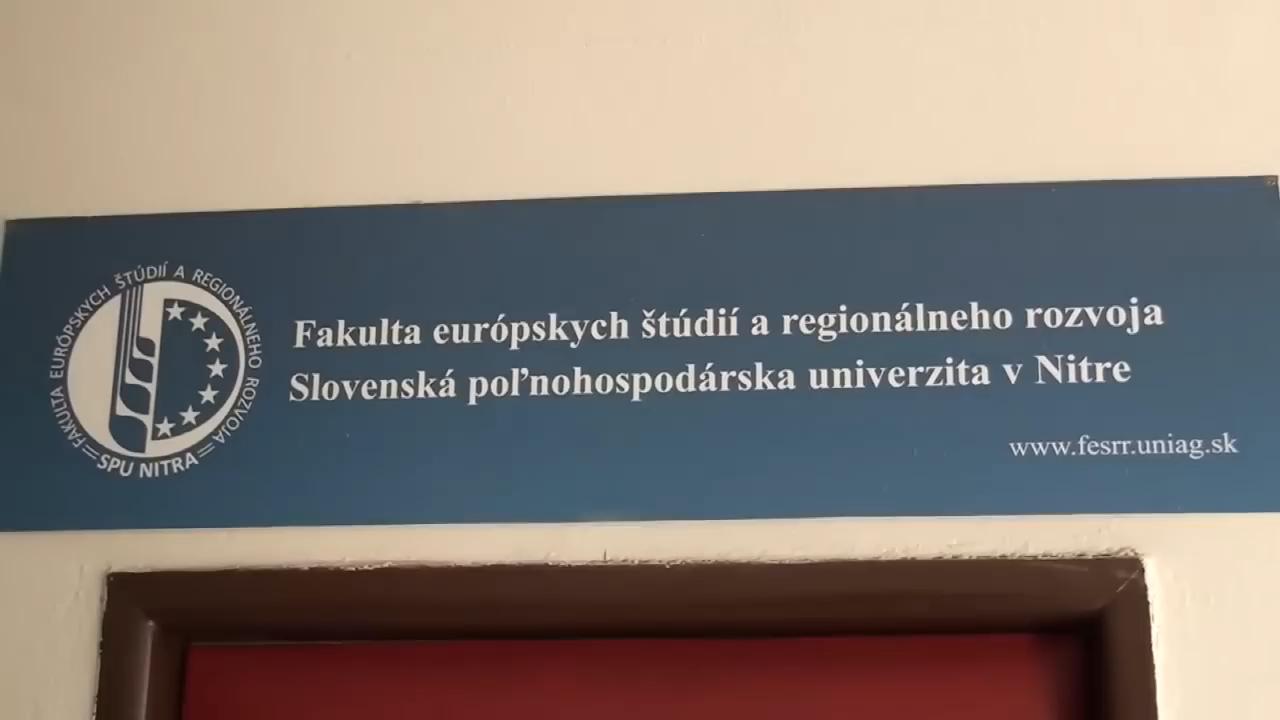 FAKULTA EURÓPSKYCH ŠTÚDIÍ A REGIONÁLNEHO ROZVOJA
SPU NITRA
Fakulta európskych štúdií a regionálneho rozvoja
Slovenská poľnohospodárska univerzita v Nitre
www.fesrr.uniag.sk